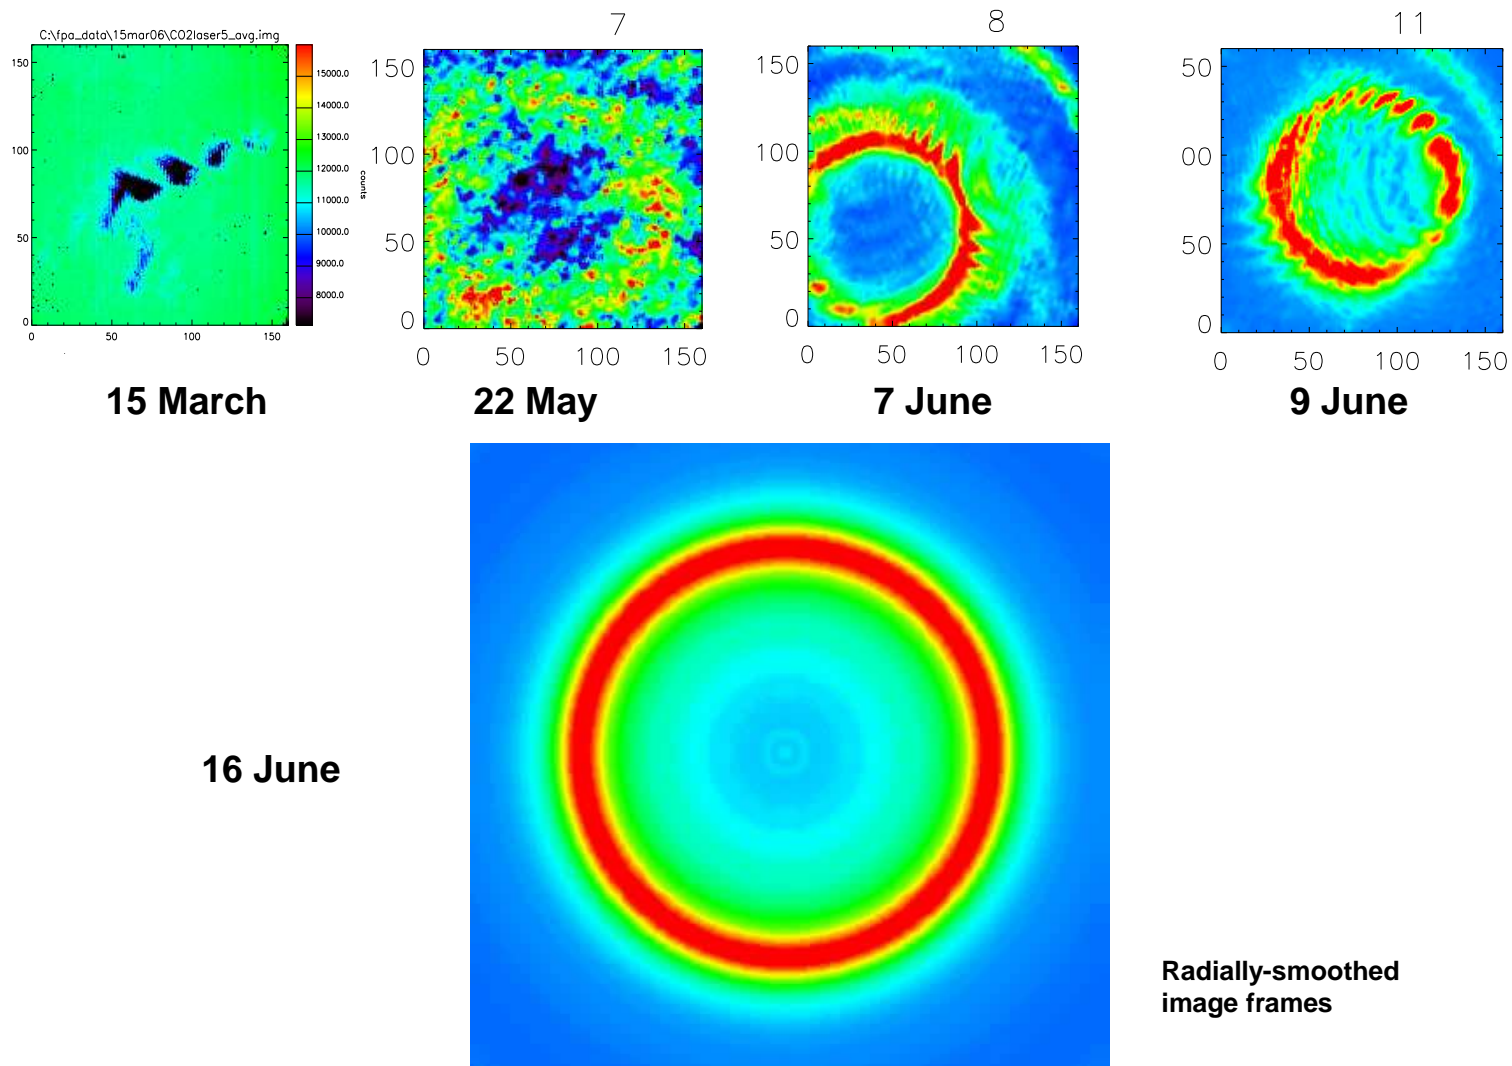 C:\fpa_data\15mar06\CO2laser5_avg.img
150
100
50
0
0 50 100 150
15000.0
14000.0
13000.0
12000.0
11000.0
10000.0
9000.0
8000.0
counts
7
150
100
50
0
0 50 100 150
8
150
100
50
0
0 50 100 150
11
50
00
50
0
0 50 100 150
15 March
22 May
7 June
9 June
16 June
Radially-smoothed
image frames